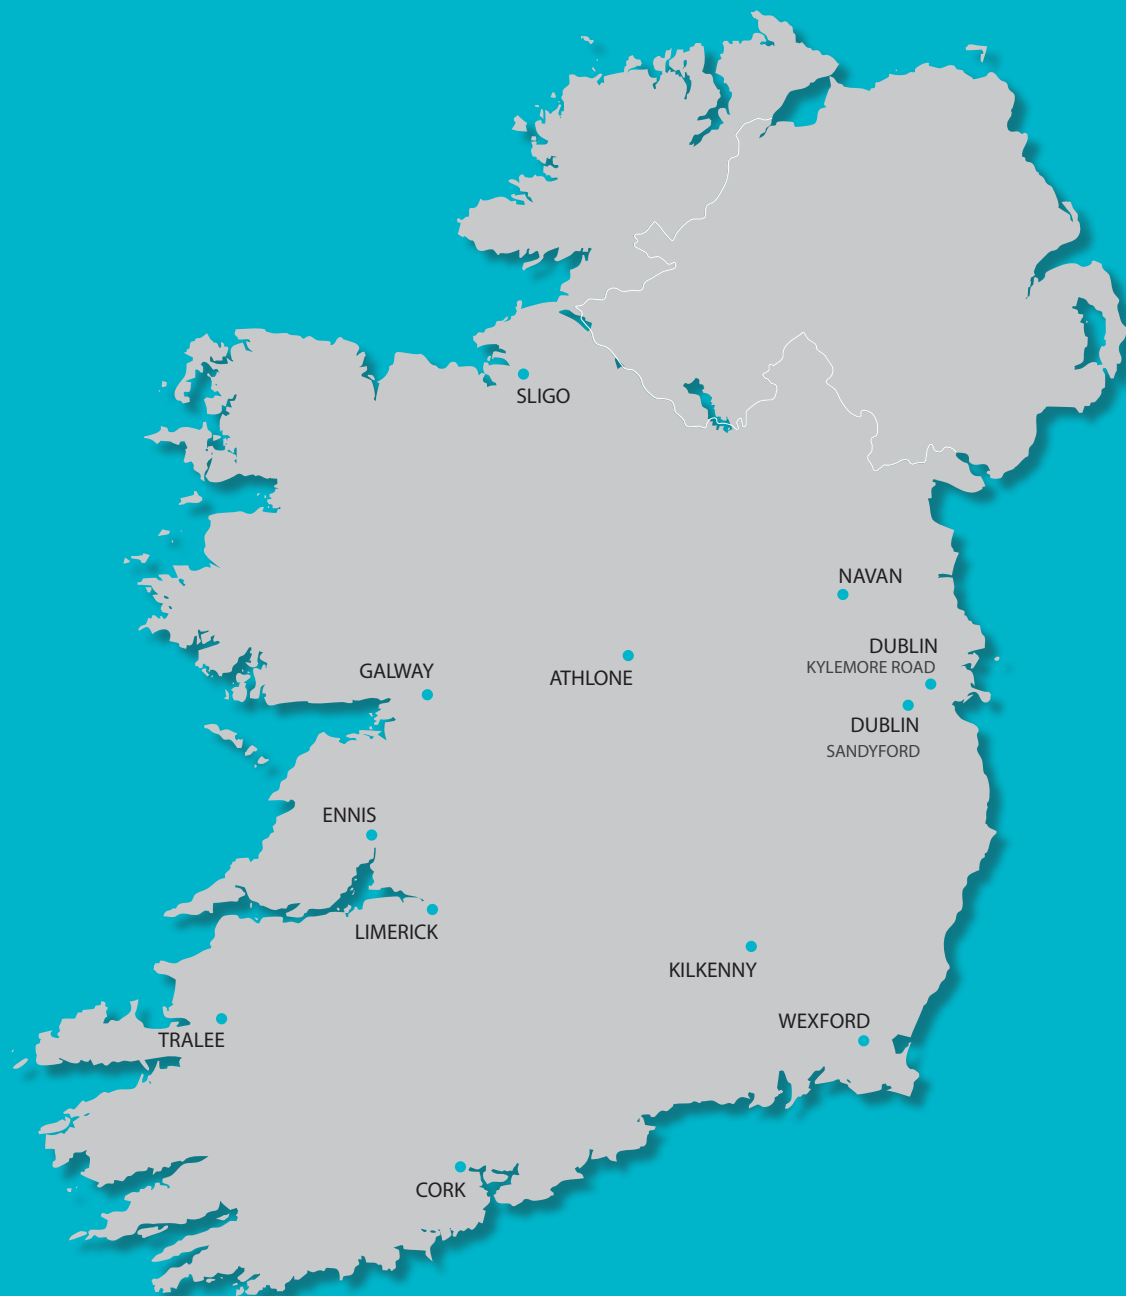 SLIGO
NAVAN
DUBLIN
KYLEMORE ROAD
GALWAY
ATHLONE
DUBLIN
SANDYFORD
ENNIS
LIMERICK
KILKENNY
WEXFORD
TRALEE
CORK